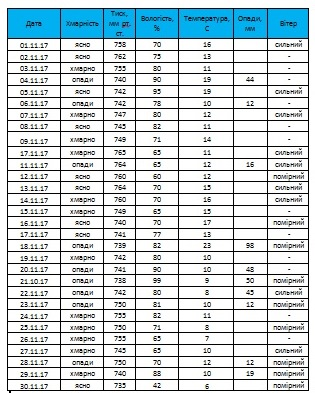 Дата Хмарність Тиск, мм рт. ст. Вологість, % Температура, С Опади, мм Вітер
01.11.17 ясно 758 70 16 сильний
02.11.17 ясно 762 75 13 -
03.11.17 хмарно 755 80 11 -
04.11.17 опади 740 90 19 44 -
05.11.17 ясно 742 95 19 сильний
06.11.17 опади 742 78 10 12 -
07.11.17 хмарно 747 80 12 сильний
08.11.17 ясно 745 82 11 -
09.11.17 хмарно 749 71 14 -
17.11.17 хмарно 765 65 11 сильний
11.11.17 опади 764 65 12 16 сильний
12.11.17 ясно 760 60 12 помірний
13.11.17 ясно 764 70 15 сильний
14.11.17 хмарно 760 70 16 сильний
15.11.17 хмарно 749 65 15 -
16.11.17 ясно 740 70 17 помірний
17.11.17 ясно 741 77 13 -
18.11.17 опади 739 82 23 98 помірний
19.11.17 хмарно 742 80 10 -
20.11.17 опади 741 90 10 48 -
21.10.17 опади 738 99 9 50 помірний
22.11.17 опади 742 80 8 45 сильний
23.11.17 опади 750 81 10 12 помірний
24.11.17 хмарно 755 82 11 -
25.11.17 хмарно 750 71 8 помірний
26.11.17 хмарно 755 65 7 -
27.11.17 хмарно 745 65 10 сильний
28.11.17 опади 750 70 12 12 помірний
29.11.17 хмарно 740 88 10 19 помірний
30.11.17 ясно 735 42 6 помірний